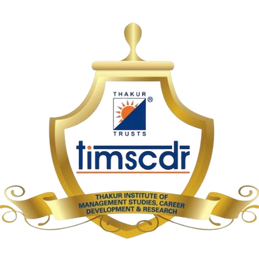 THAKUR
®
TRUSTS
timscdr
THAKUR INSTITUTE OF
MANAGEMENT STUDIES, CAREER
DEVELOPMENT & RESEARCH